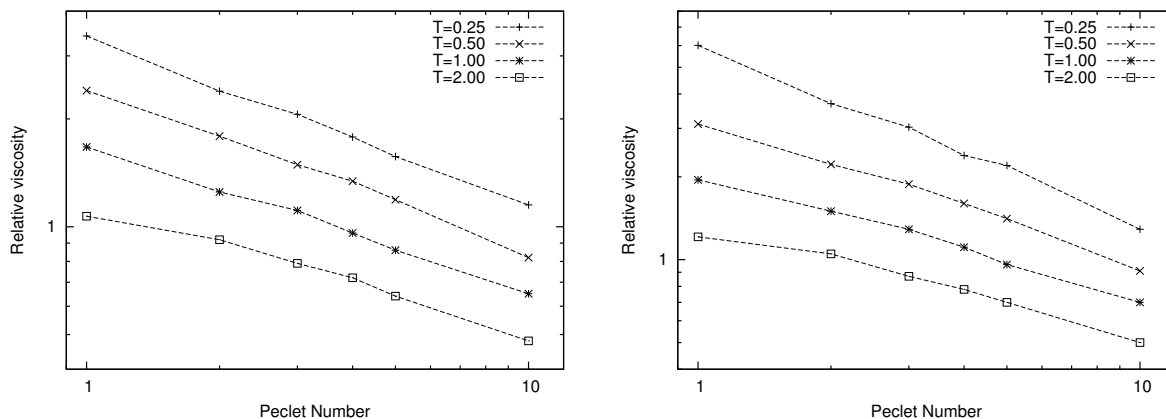 T=0.25
T=0.50
T=1.00
T=2.00
Relative viscosity
1
1
10
Peclet Number
T=0.25
T=0.50
T=1.00
T=2.00
Relative viscosity
1
1
10
Peclet Number